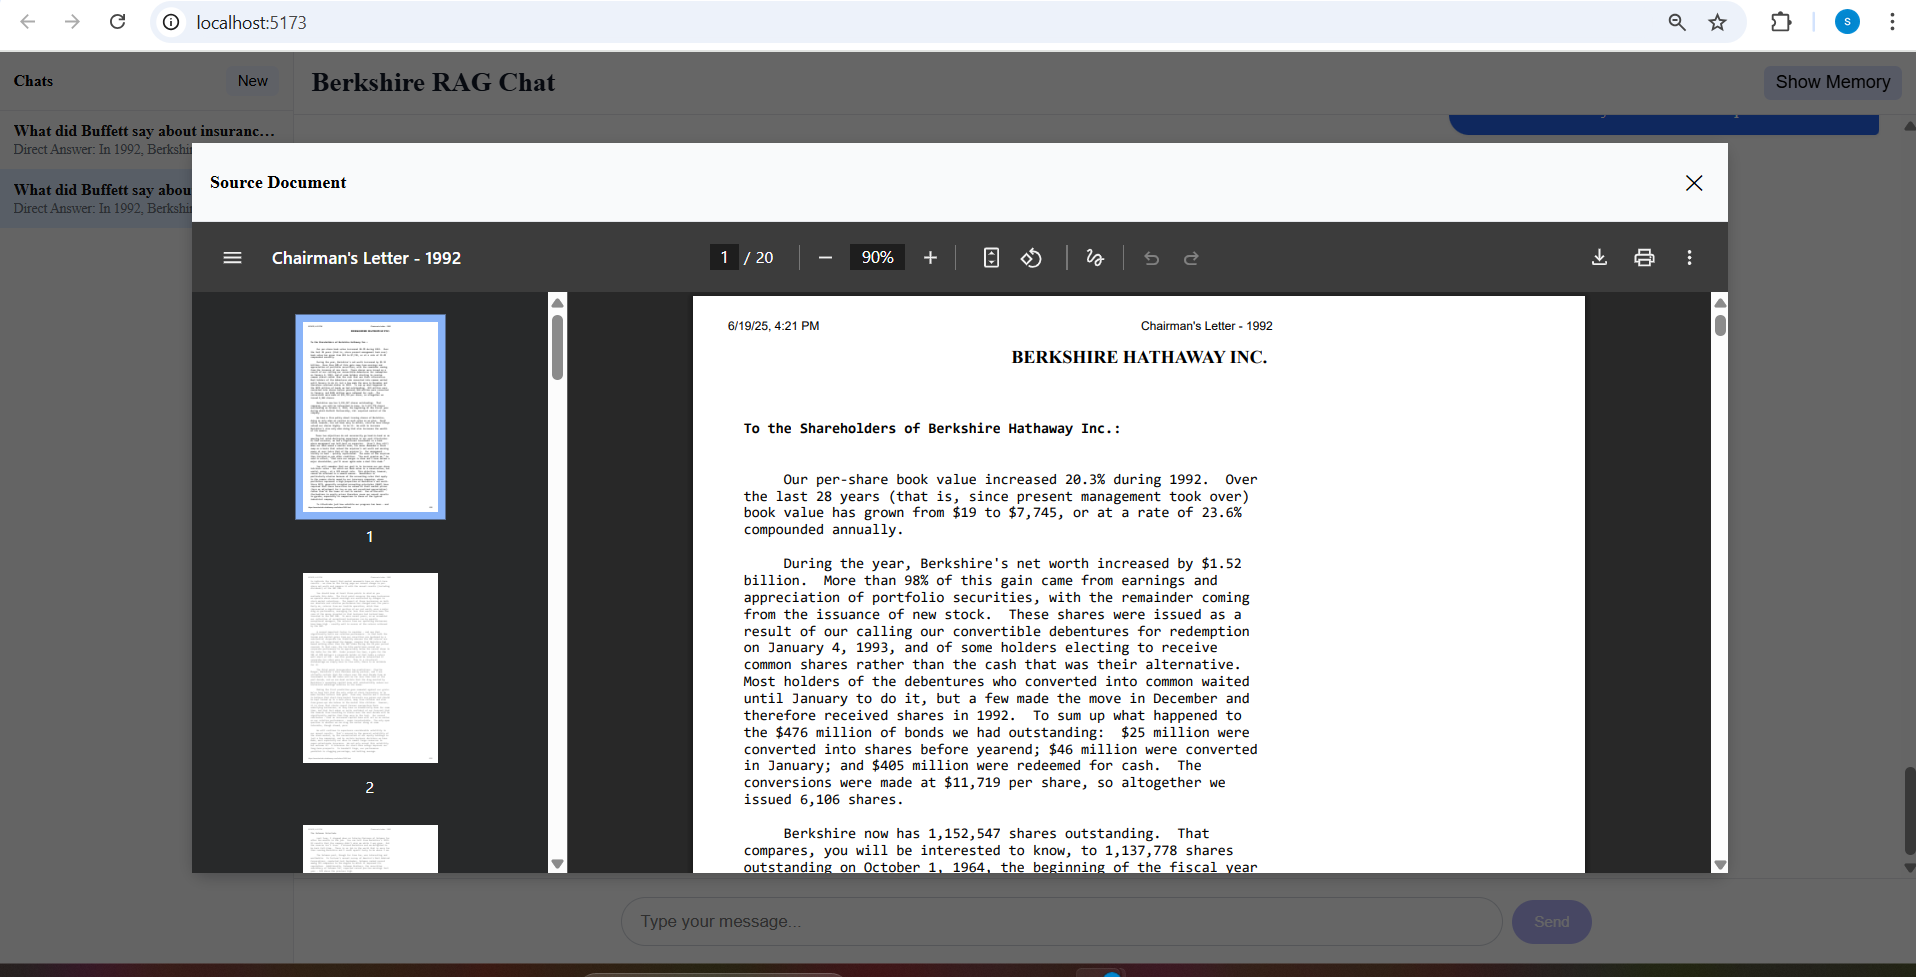 localhost:5173
S
Chats
New
Berkshire RAG Chat
Show Memory
What did Buffett say about insuranc...
Direct Answer: In 1992, Berkshir
What did Buffett say abou
Direct Answer: In 1992, Berkshir
Source Document
Chairman's Letter - 1992
1 / 20
90%
1
2
6/19/25, 4:21 PM
Chairman's Letter - 1992
BERKSHIRE HATHAWAY INC.
To the Shareholders of Berkshire Hathaway Inc.:
Our per-share book value increased 20.3% during 1992. Over
the last 28 years (that is, since present management took over)
book value has grown from $19 to $7,745, or at a rate of 23.6%
compounded annually.
During the year, Berkshire's net worth increased by $1.52
billion. More than 98% of this gain came from earnings and
appreciation of portfolio securities, with the remainder coming
from the issuance of new stock. These shares were issued as a
result of our calling our convertible debentures for redemption
on January 4, 1993, and of some holders electing to receive
common shares rather than the cash that was their alternative.
Most holders of the debentures who converted into common waited
until January to do it, but a few made the move in December and
therefore received shares in 1992. To sum up what happened to
the $476 million of bonds we had outstanding: $25 million were
converted into shares before yearend; $46 million were converted
in January; and $405 million were redeemed for cash. The
conversions were made at $11,719 per share, so altogether we
issued 6,106 shares.
Berkshire now has 1,152,547 shares outstanding. That
compares, you will be interested to know, to 1,137,778 shares
outstanding on October 1, 1964, the beginning of the fiscal year
Type your message...
Send